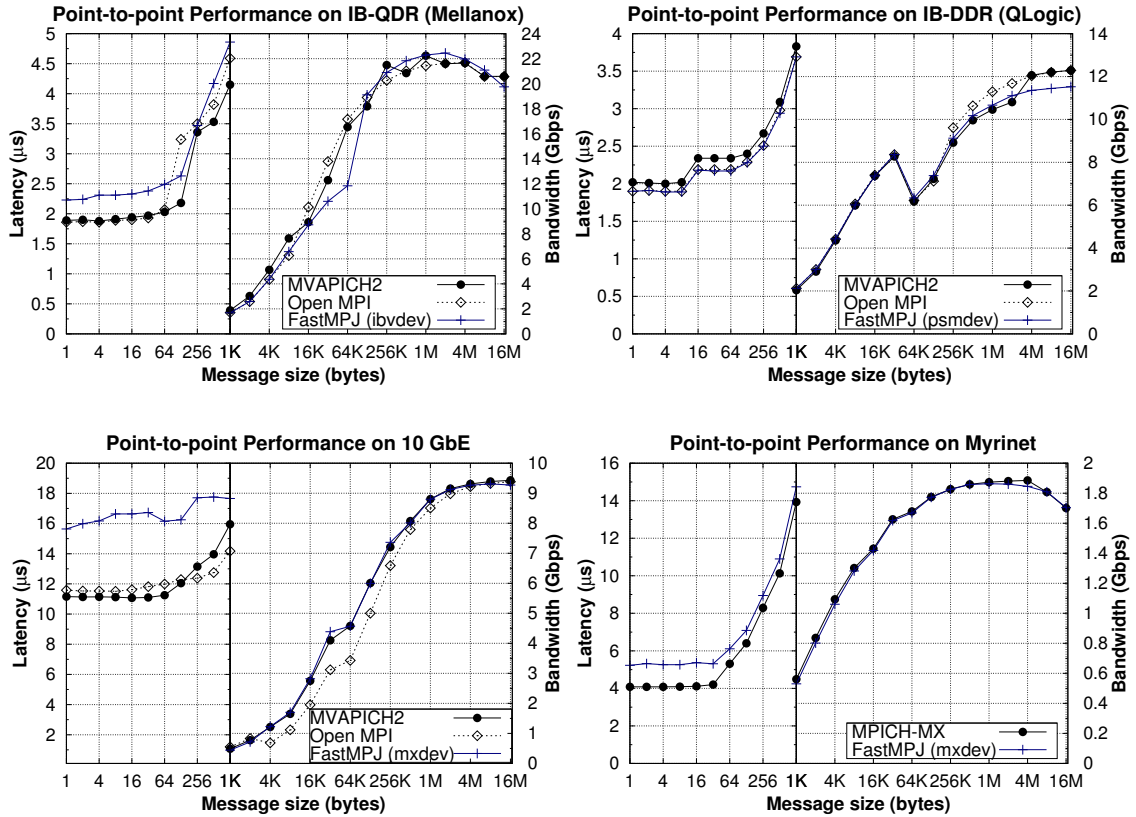 Point-to-point Performance on IB-QDR (Mellanox)
Latency (µs)
5
4.5
4
3.5
3
2.5
2
1.5
1
0.5
0
24
22
20
18
16
14
12
10
8
6
4
2
0
Bandwidth (Gbps)
MVAPICH2
Open MPI
FastMPJ (ibvdev)
1 4 16 64 256 1K 4K 16K 64K 256K 1M 4M 16M
Message size (bytes)
Point-to-point Performance on IB-DDR (QLogic)
Latency (µs)
4
3.5
3
2.5
2
1.5
1
0.5
0
14
12
10
8
6
4
2
0
Bandwidth (Gbps)
MVAPICH2
Open MPI
FastMPJ (psmdev)
1 4 16 64 256 1K 4K 16K 64K 256K 1M 4M 16M
Message size (bytes)
Point-to-point Performance on 10 GbE
Latency (µs)
20
18
16
14
12
10
8
6
4
2
10
9
8
7
6
5
4
3
2
1
0
Bandwidth (Gbps)
MVAPICH2
Open MPI
FastMPJ (mxdev)
1 4 16 64 256 1K 4K 16K 64K 256K 1M 4M 16M
Message size (bytes)
Point-to-point Performance on Myrinet
Latency (µs)
16
14
12
10
8
6
4
2
0
2
1.8
1.6
1.4
1.2
1
0.8
0.6
0.4
0.2
0
Bandwidth (Gbps)
MPICH-MX
FastMPJ (mxdev)
1 4 16 64 256 1K 4K 16K 64K 256K 1M 4M 16M
Message size (bytes)